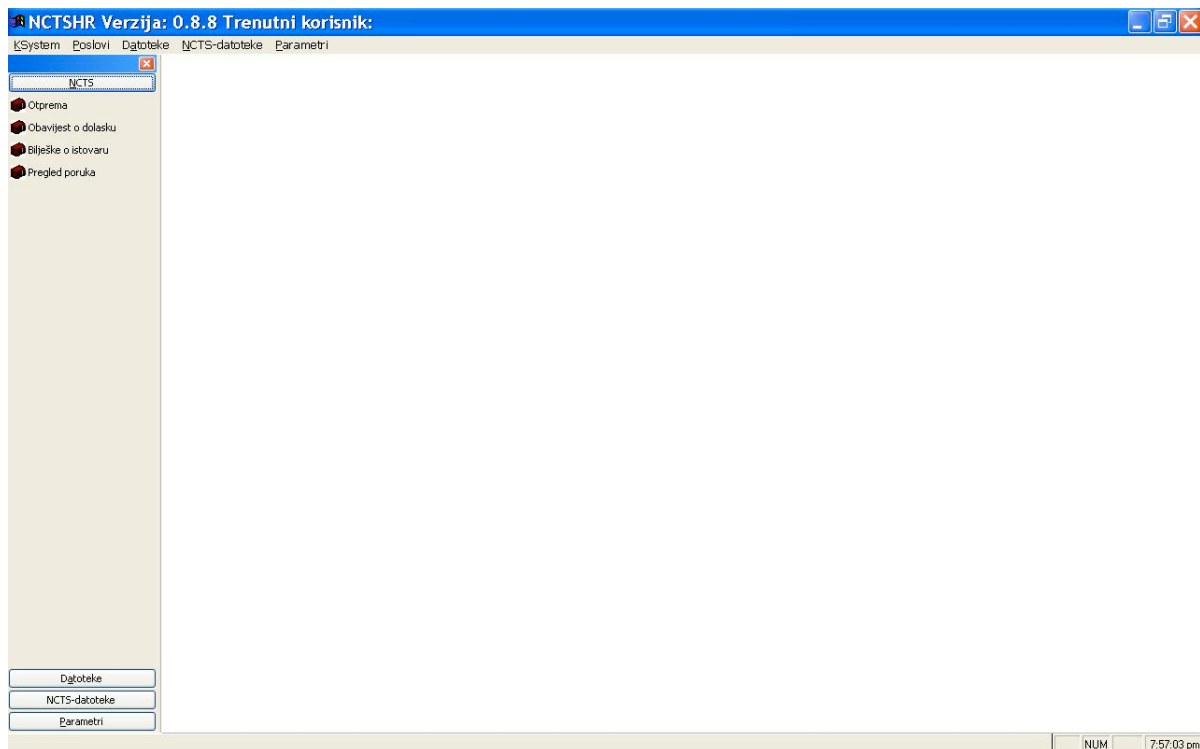 NCTSHR Verzija: 0.8.8 Trenutni korisnik:
KSystem Poslovi Datoteke NCTS-datoteke Parametri
NCTS
Otprema
Obavijest o dolasku
Bilješke o istovaru
Pregled poruka
Datoteke
NCTS-datoteke
Parametri
NUM 7:57:03 pm